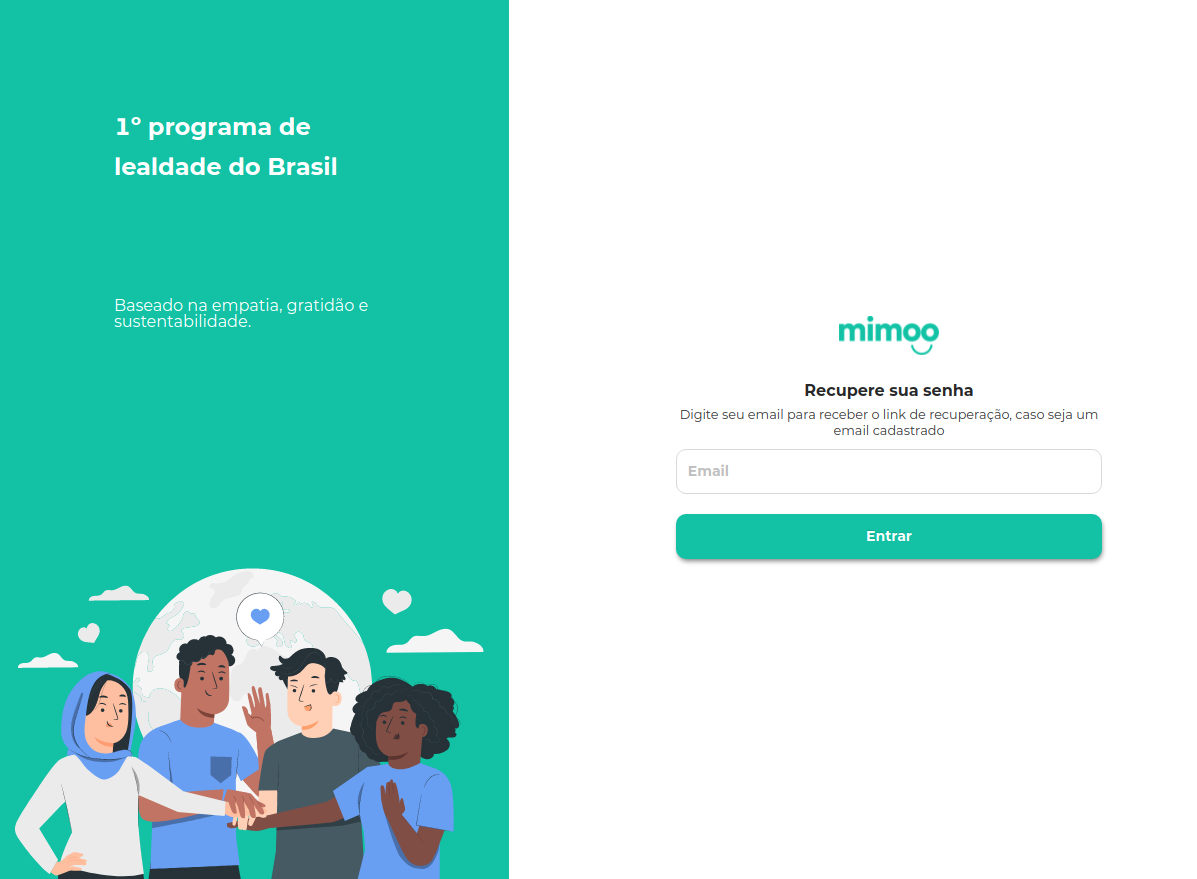 1º programa de
lealdade do Brasil
Baseado na empatia, gratidão e
sustentabilidade.
mimoo
Recupere sua senha
Digite seu email para receber o link de recuperação, caso seja um
email cadastrado
Email
Entrar